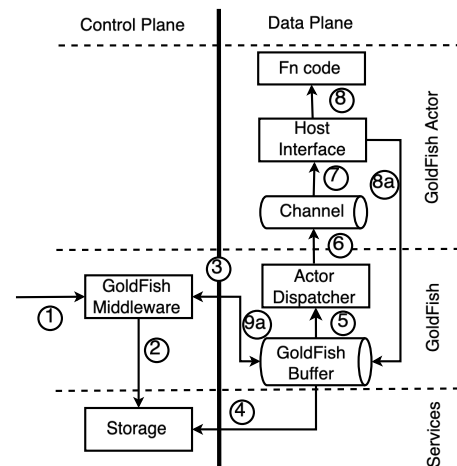 Control Plane
Data Plane
Fn code
8
Host
Interface
7
8a
Channel
GoldFish Actor
6
3
GoldFish
Middleware
Actor
Dispatcher
1
9a
5
GoldFish
2
GoldFish
Buffer
4
Storage
Services